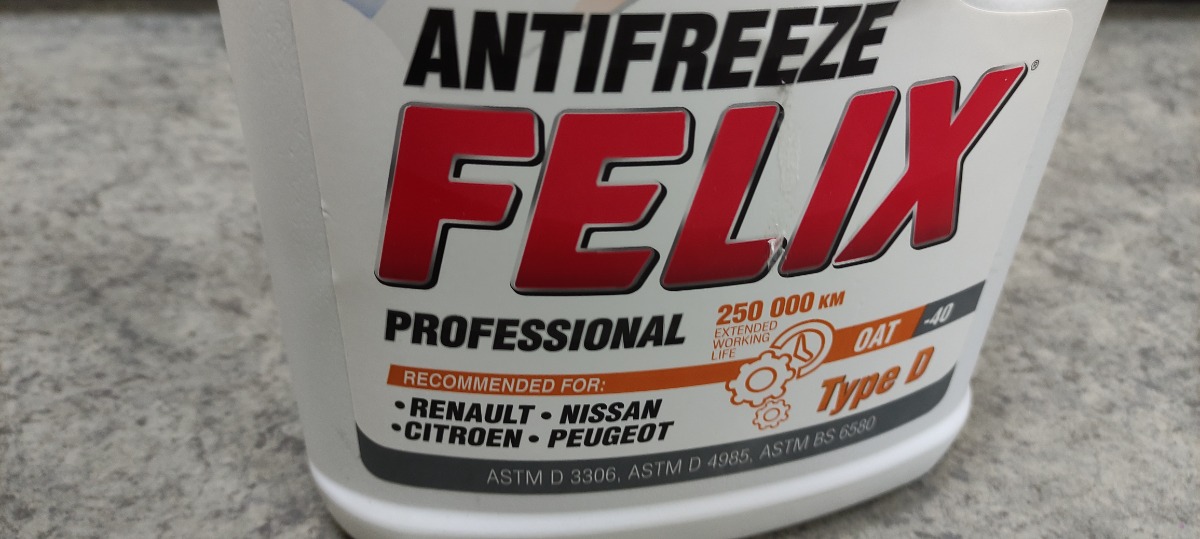 ANTIFREEZE
FELIX®
PROFESSIONAL
250 000 KM
EXTENDED
WORKING
LIFE
OAT -40
Type D
RECOMMENDED FOR:
• RENAULT • NISSAN
• CITROEN • PEUGEOT
ASTM D 3306, ASTM D 4985, ASTM BS 6580